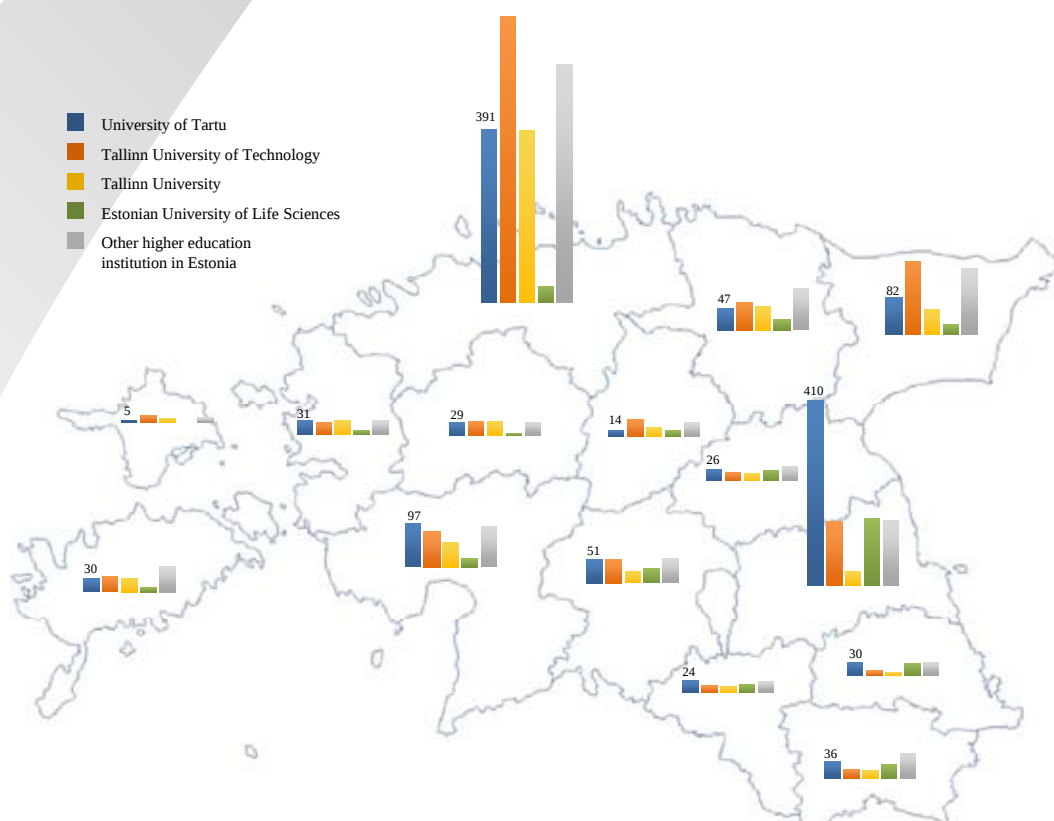 391
University of Tartu
Tallinn University of Technology
Tallinn University
Estonian University of Life Sciences
Other higher education
institution in Estonia
47
82
5
31
29
14
410
26
97
51
30
24
30
36